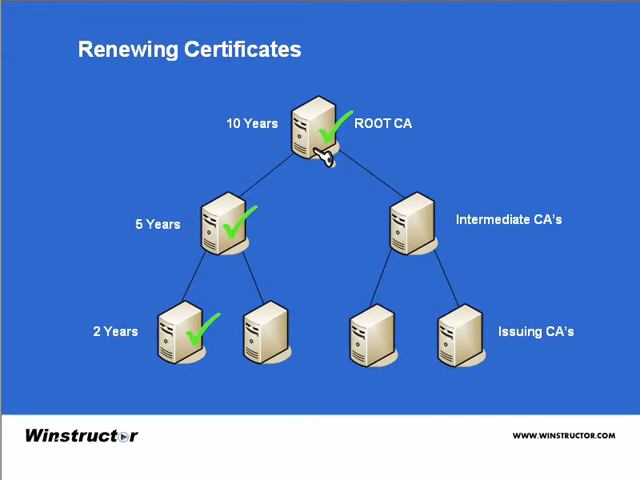 Renewing Certificates
10 Years
ROOT CA
5 Years
Intermediate CA's
2 Years
Issuing CA's
Winstructor
WWW.WINSTRUCTOR.COM